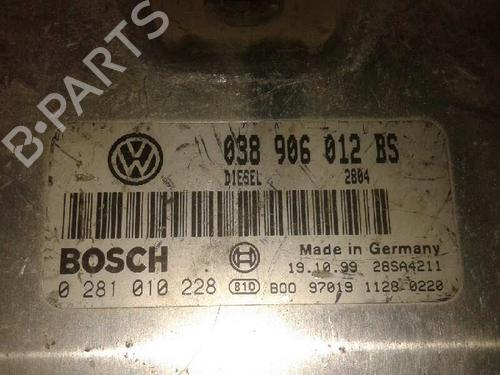 B·PARTS
038 906 012 BS
DIESEL 2804
BOSCH Made in Germany
19.10.99 28SA4211
0 281 010 228 B10 B00 97019 1128 0220